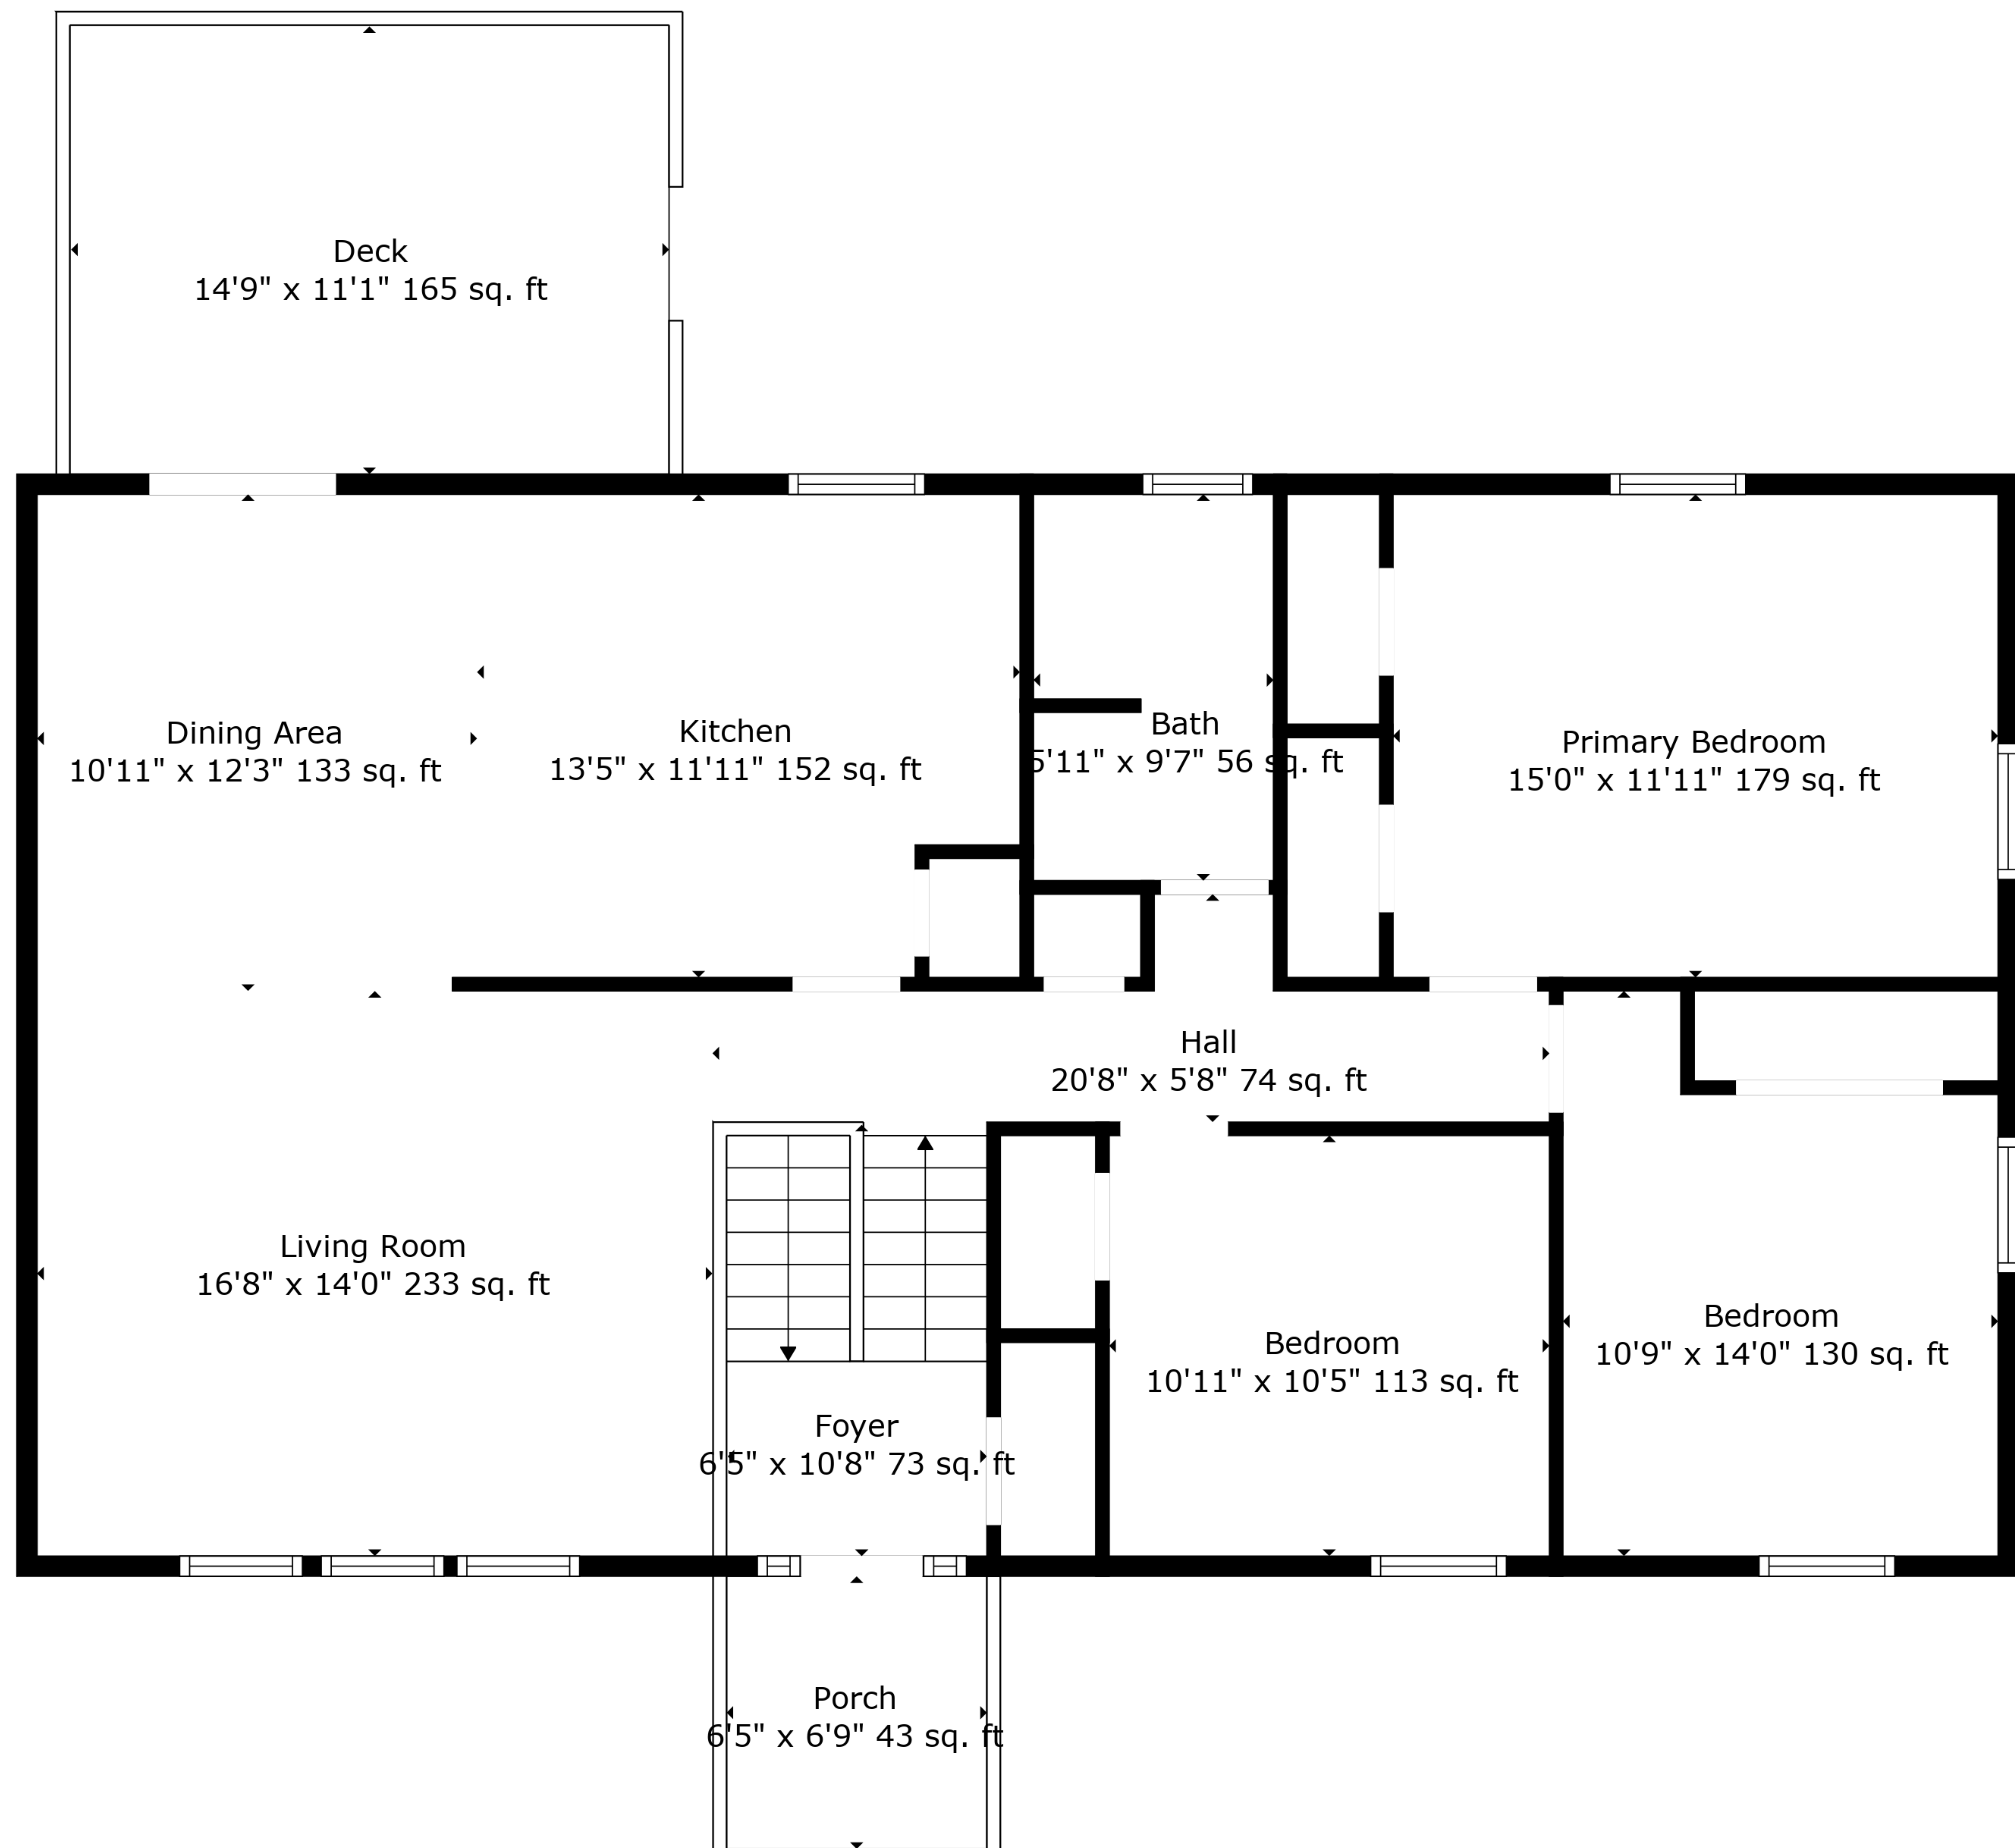 Deck
14'9" x 11'1" 165 sq. ft
Dining Area
10'11" x 12'3" 133 sq. ft
Kitchen
13'5" x 11'11" 152 sq. ft
Bath
5'11" x 9'7" 56 sq. ft
Primary Bedroom
15'0" x 11'11" 179 sq. ft
Hall
20'8" x 5'8" 74 sq. ft
Living Room
16'8" x 14'0" 233 sq. ft
Bedroom
10'11" x 10'5" 113 sq. ft
Bedroom
10'9" x 14'0" 130 sq. ft
Foyer
6'5" x 10'8" 73 sq. ft
Porch
6'5" x 6'9" 43 sq. ft